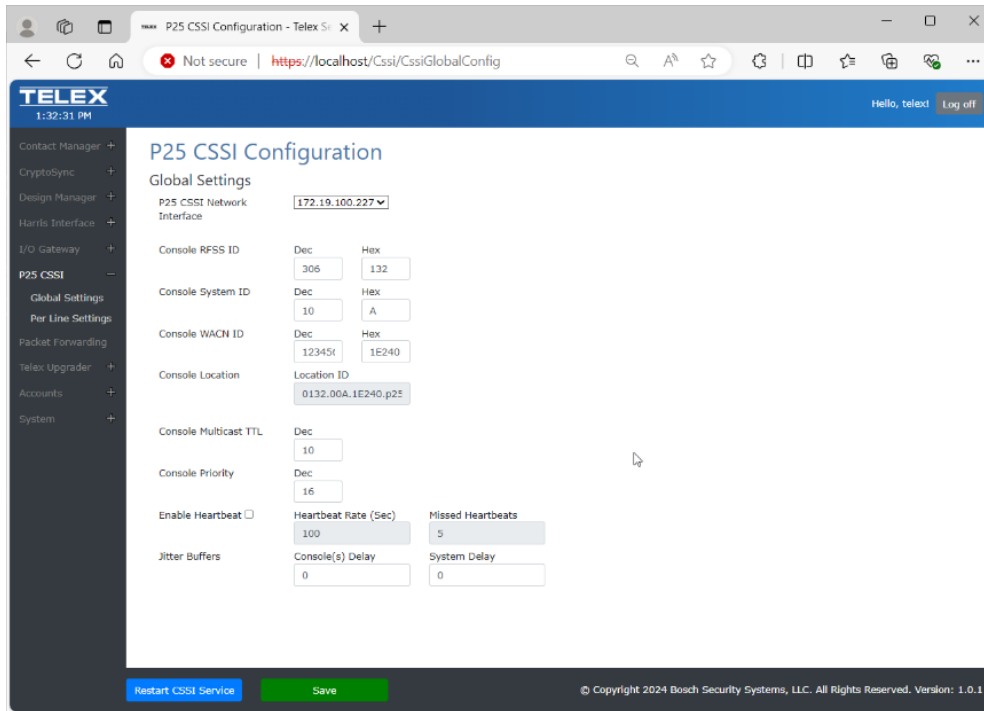 TELEX P25 CSSI Configuration - Telex Se
Not secure | https://localhost/Cssi/CssiGlobalConfig
TELEX
1:32:31 PM
Hello, telex! Log off
Contact Manager +
CryptoSync +
Design Manager +
Harris Interface +
I/O Gateway +
P25 CSSI −
Global Settings
Per Line Settings
Packet Forwarding
Telex Upgrader +
Accounts +
System +
P25 CSSI Configuration
Global Settings
P25 CSSI Network Interface 172.19.100.227
Console RFSS ID Dec Hex
306 132
Console System ID Dec Hex
10 A
Console WACN ID Dec Hex
12345 1E240
Console Location Location ID
0132.00A.1E240.p25
Console Multicast TTL Dec
10
Console Priority Dec
16
Enable Heartbeat Heartbeat Rate (Sec) Missed Heartbeats
100 5
Jitter Buffers Console(s) Delay System Delay
0 0
Restart CSSI Service Save © Copyright 2024 Bosch Security Systems, LLC. All Rights Reserved. Version: 1.0.1